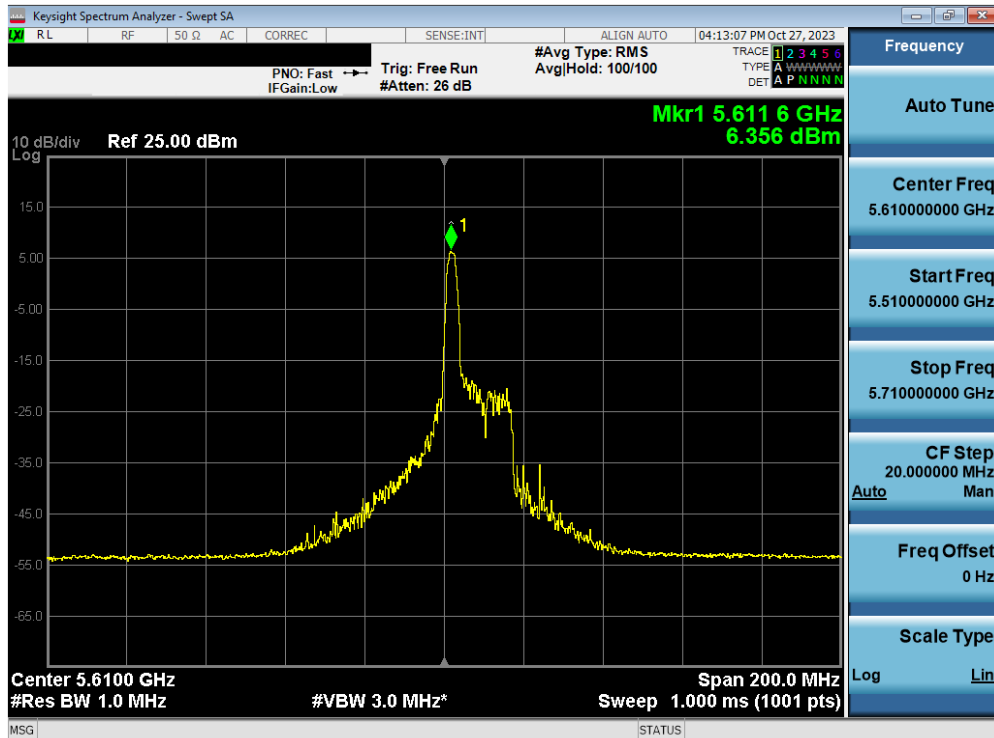 Keysight Spectrum Analyzer - Swept SA
LXI RL RF 50 Ω AC CORREC SENSE:INT ALIGN AUTO 04:13:07 PM Oct 27, 2023
PNO: Fast
IFGain:Low
Trig: Free Run
#Atten: 26 dB
#Avg Type: RMS
Avg|Hold: 100/100
TRACE 1 2 3 4 5 6
TYPE A WWWWW
DET A P N N N N
Mkr1 5.611 6 GHz
6.356 dBm
10 dB/div Ref 25.00 dBm
Log
15.0
5.00
-5.00
-15.0
-25.0
-35.0
-45.0
-55.0
-65.0
1
Center 5.6100 GHz Span 200.0 MHz
#Res BW 1.0 MHz #VBW 3.0 MHz* Sweep 1.000 ms (1001 pts)
MSG STATUS
Frequency
Auto Tune
Center Freq
5.610000000 GHz
Start Freq
5.510000000 GHz
Stop Freq
5.710000000 GHz
CF Step
20.000000 MHz
Auto Man
Freq Offset
0 Hz
Scale Type
Log Lin